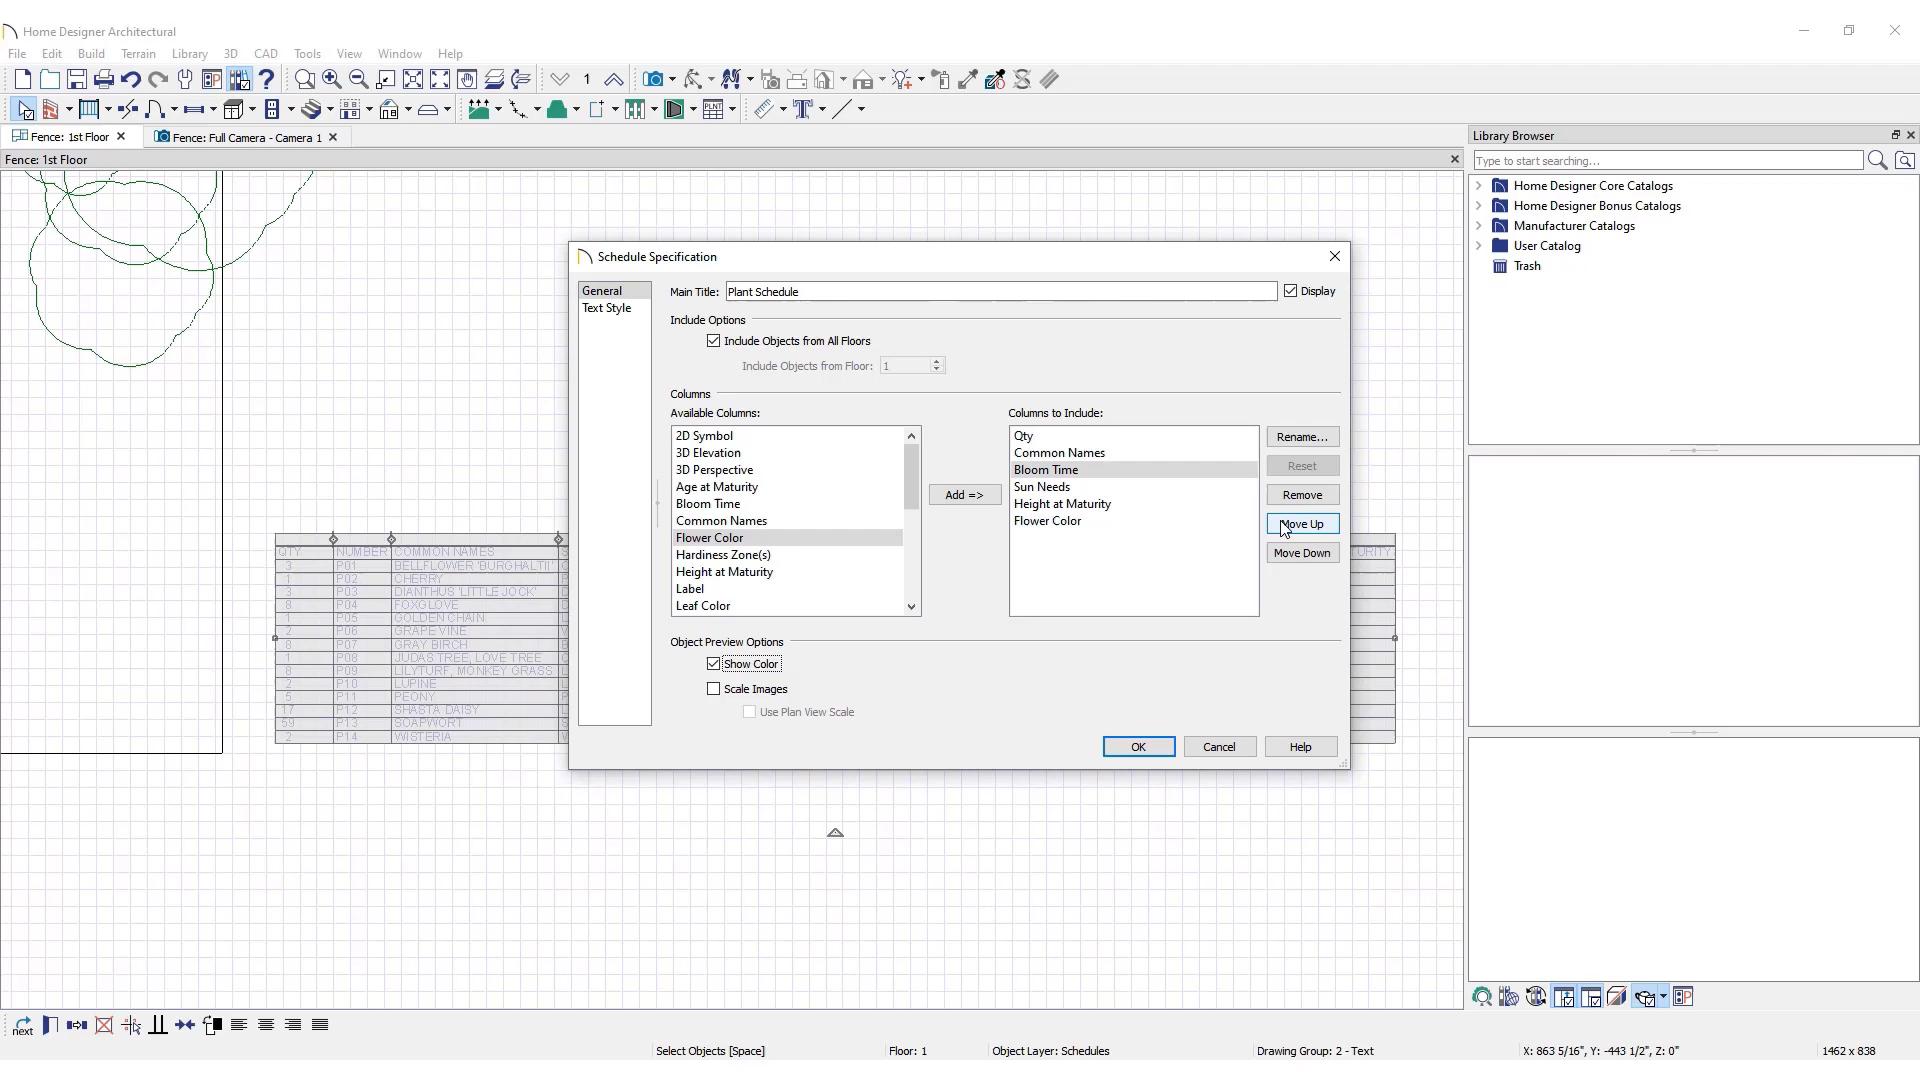 Home Designer Architectural
File Edit Build Terrain Library 3D CAD Tools View Window Help
1
PLNT
Fence: 1st Floor
Fence: Full Camera - Camera 1
Fence: 1st Floor
Library Browser
Type to start searching...
Home Designer Core Catalogs
Home Designer Bonus Catalogs
Manufacturer Catalogs
User Catalog
Trash
Schedule Specification
General
Text Style
Main Title: Plant Schedule Display
Include Options
Include Objects from All Floors
Include Objects from Floor: 1
Columns
Available Columns:
2D Symbol
3D Elevation
3D Perspective
Age at Maturity
Bloom Time
Common Names
Flower Color
Hardiness Zone(s)
Height at Maturity
Label
Leaf Color
Add =>
Columns to Include:
Qty
Common Names
Bloom Time
Sun Needs
Height at Maturity
Flower Color
Rename...
Reset
Remove
Move Up
Move Down
Object Preview Options
Show Color
Scale Images
Use Plan View Scale
OK Cancel Help
QTY NUMBER COMMON NAMES
3 P01 BELLFLOWER 'BURGHALTII'
1 P02 CHERRY
3 P03 DIANTHUS 'LITTLE JOCK'
8 P04 FOXGLOVE
1 P05 GOLDEN CHAIN
2 P06 GRAPE VINE
8 P07 GRAY BIRCH
1 P08 JUDAS TREE, LOVE TREE
8 P09 LILYTURF, MONKEY GRASS
2 P10 LUPINE
5 P11 PEONY
17 P12 SHASTA DAISY
59 P13 SOAPWORT
2 P14 WISTERIA
next
Select Objects [Space] Floor: 1 Object Layer: Schedules Drawing Group: 2 - Text X: 863 5/16", Y: -443 1/2", Z: 0" 1462 x 838